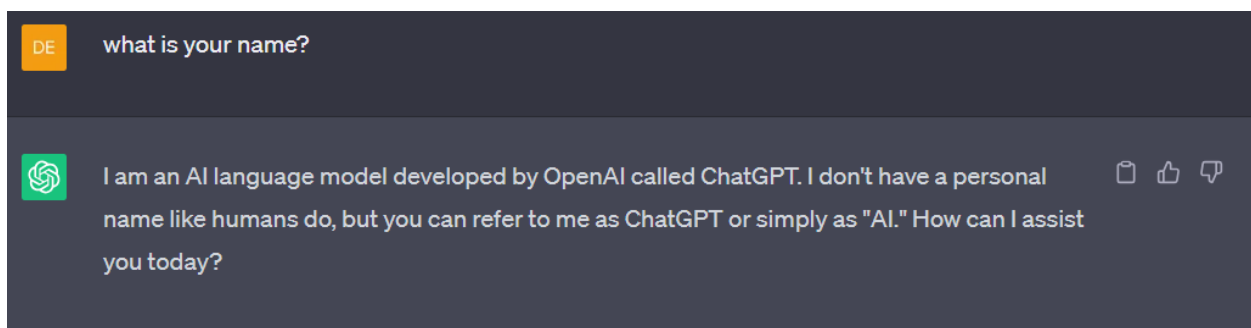 DE
what is your name?
I am an AI language model developed by OpenAI called ChatGPT. I don't have a personal
name like humans do, but you can refer to me as ChatGPT or simply as "AI." How can I assist
you today?